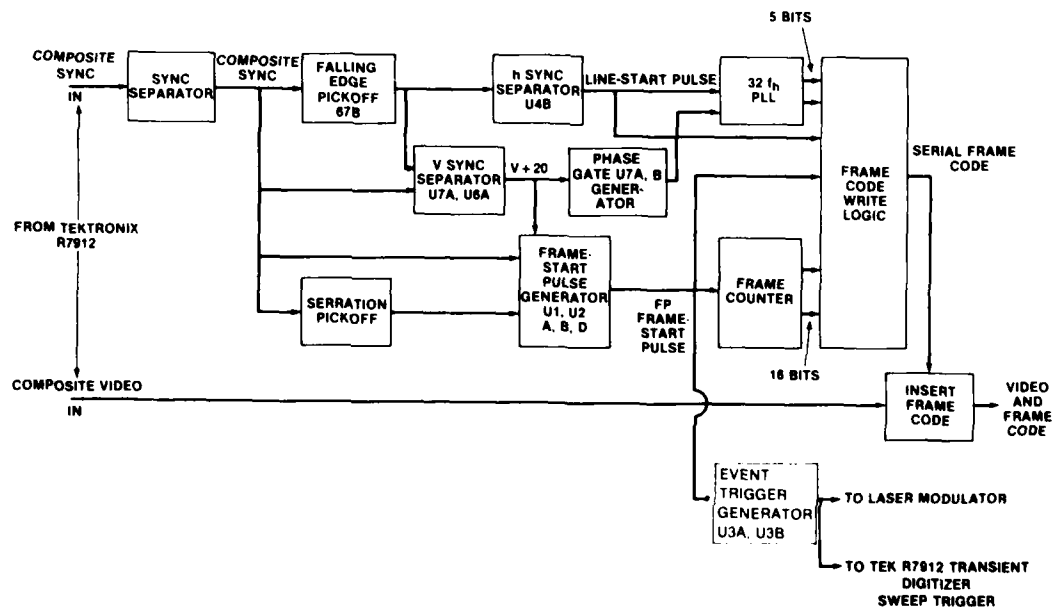 5 BITS
COMPOSITE
SYNC
IN
SYNC
SEPARATOR
COMPOSITE
SYNC
FALLING
EDGE
PICKOFF
67B
h SYNC
SEPARATOR
U4B
LINE-START PULSE
32 fh
PLL
V SYNC
SEPARATOR
U7A, U6A
V + 20
PHASE
GATE U7A, B
GENER-
ATOR
FRAME
CODE
WRITE
LOGIC
SERIAL FRAME
CODE
FROM TEKTRONIX
R7912
SERRATION
PICKOFF
FRAME-
START
PULSE
GENERATOR
U1, U2
A, B, D
FP
FRAME-
START
PULSE
FRAME
COUNTER
16 BITS
COMPOSITE VIDEO
IN
INSERT
FRAME
CODE
VIDEO
AND
FRAME
CODE
EVENT
TRIGGER
GENERATOR
U3A, U3B
TO LASER MODULATOR
TO TEK R7912 TRANSIENT
DIGITIZER
SWEEP TRIGGER